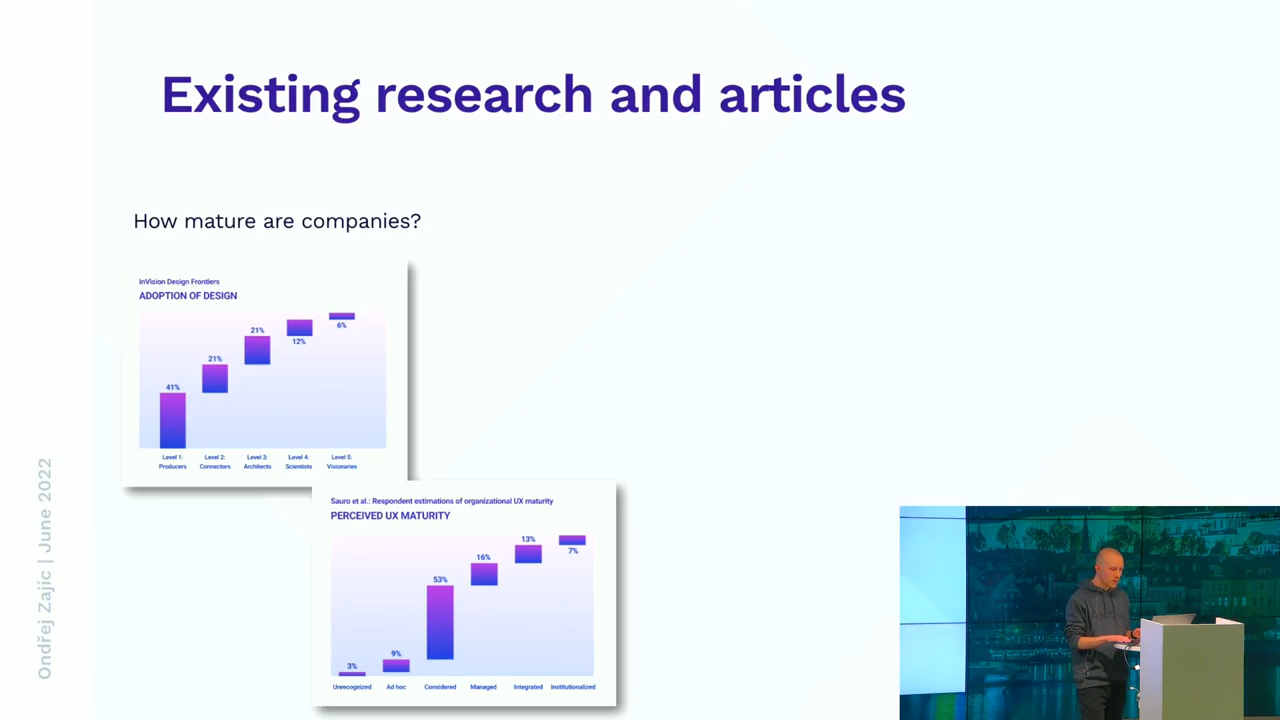 Existing research and articles
How mature are companies?
InVision Design Frontiers
ADOPTION OF DESIGN
41%
21%
21%
12%
6%
Level 1: Producers
Level 2: Connectors
Level 3: Architects
Level 4: Scientists
Level 5: Visionaries
Sauro et al.: Respondent estimations of organizational UX maturity
PERCEIVED UX MATURITY
3%
9%
53%
16%
13%
7%
Unrecognized
Ad hoc
Considered
Managed
Integrated
Institutionalized
Ondřej Zajíc | June 2022